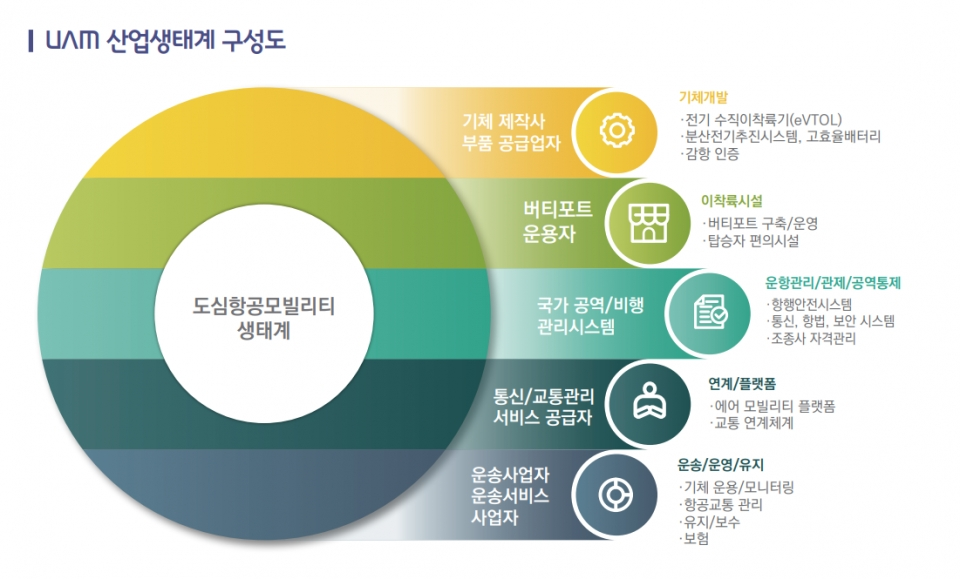 UAM 산업생태계 구성도
도심항공모빌리티
생태계
기체 제작사
부품 공급업자
기체개발
·전기 수직이착륙기(eVTOL)
·분산전기추진시스템, 고효율배터리
·감항 인증
버티포트
운용자
이착륙시설
·버티포트 구축/운영
·탑승자 편의시설
국가 공역/비행
관리시스템
운항관리/관제/공역통제
·항행안전시스템
·통신, 항법, 보안 시스템
·조종사 자격관리
통신/교통관리
서비스 공급자
연계/플랫폼
·에어 모빌리티 플랫폼
·교통 연계체계
운송사업자
운송서비스
사업자
운송/운영/유지
·기체 운용/모니터링
·항공교통 관리
·유지/보수
·보험